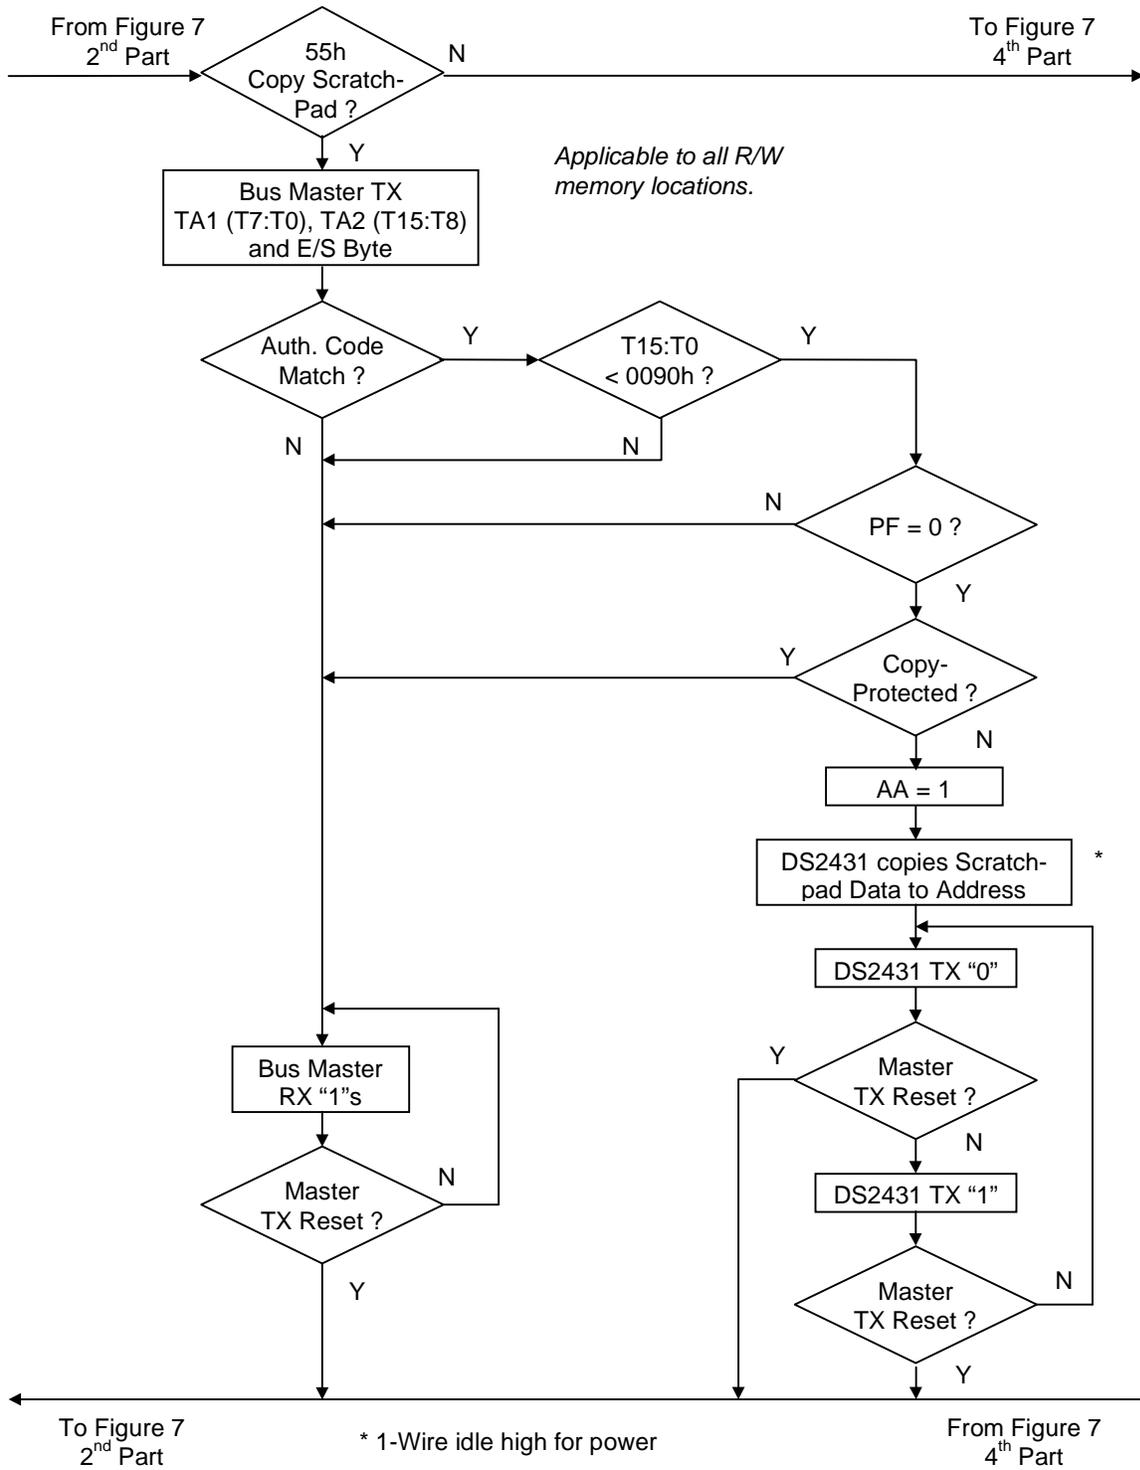 From Figure 7
2nd Part
55h
Copy Scratch-
Pad ?
N
To Figure 7
4th Part
Y
Applicable to all R/W
memory locations.
Bus Master TX
TA1 (T7:T0), TA2 (T15:T8)
and E/S Byte
Auth. Code
Match ?
Y
T15:T0
< 0090h ?
Y
N
N
N
PF = 0 ?
Y
Y
Copy-
Protected ?
N
AA = 1
DS2431 copies Scratch-
pad Data to Address
*
DS2431 TX “0”
Y
Master
TX Reset ?
N
Bus Master
RX “1”s
DS2431 TX “1”
Master
TX Reset ?
N
Y
Master
TX Reset ?
N
Y
To Figure 7
2nd Part
* 1-Wire idle high for power
From Figure 7
4th Part